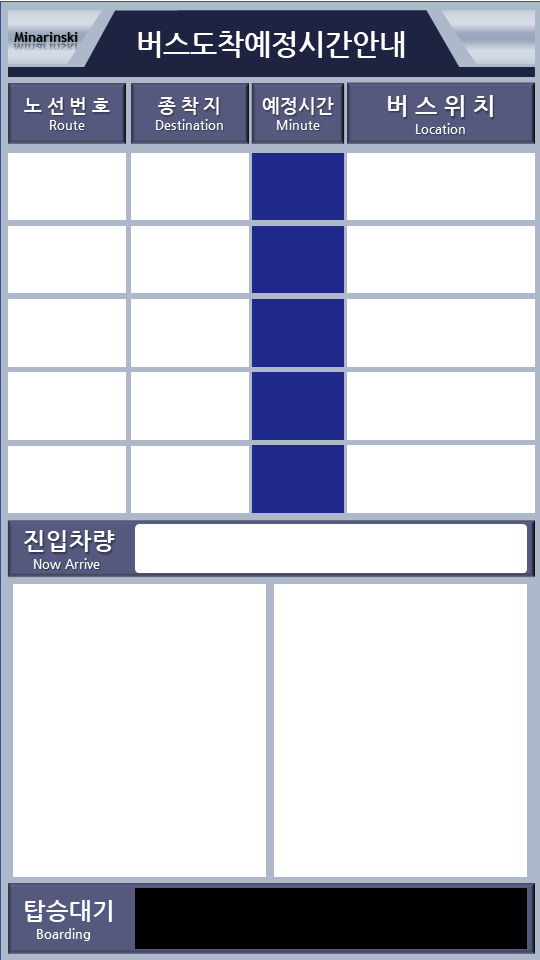 Minarinski
버스도착예정시간안내
노선번호
Route
종착지
Destination
예정시간
Minute
버스위치
Location
진입차량
Now Arrive
탑승대기
Boarding